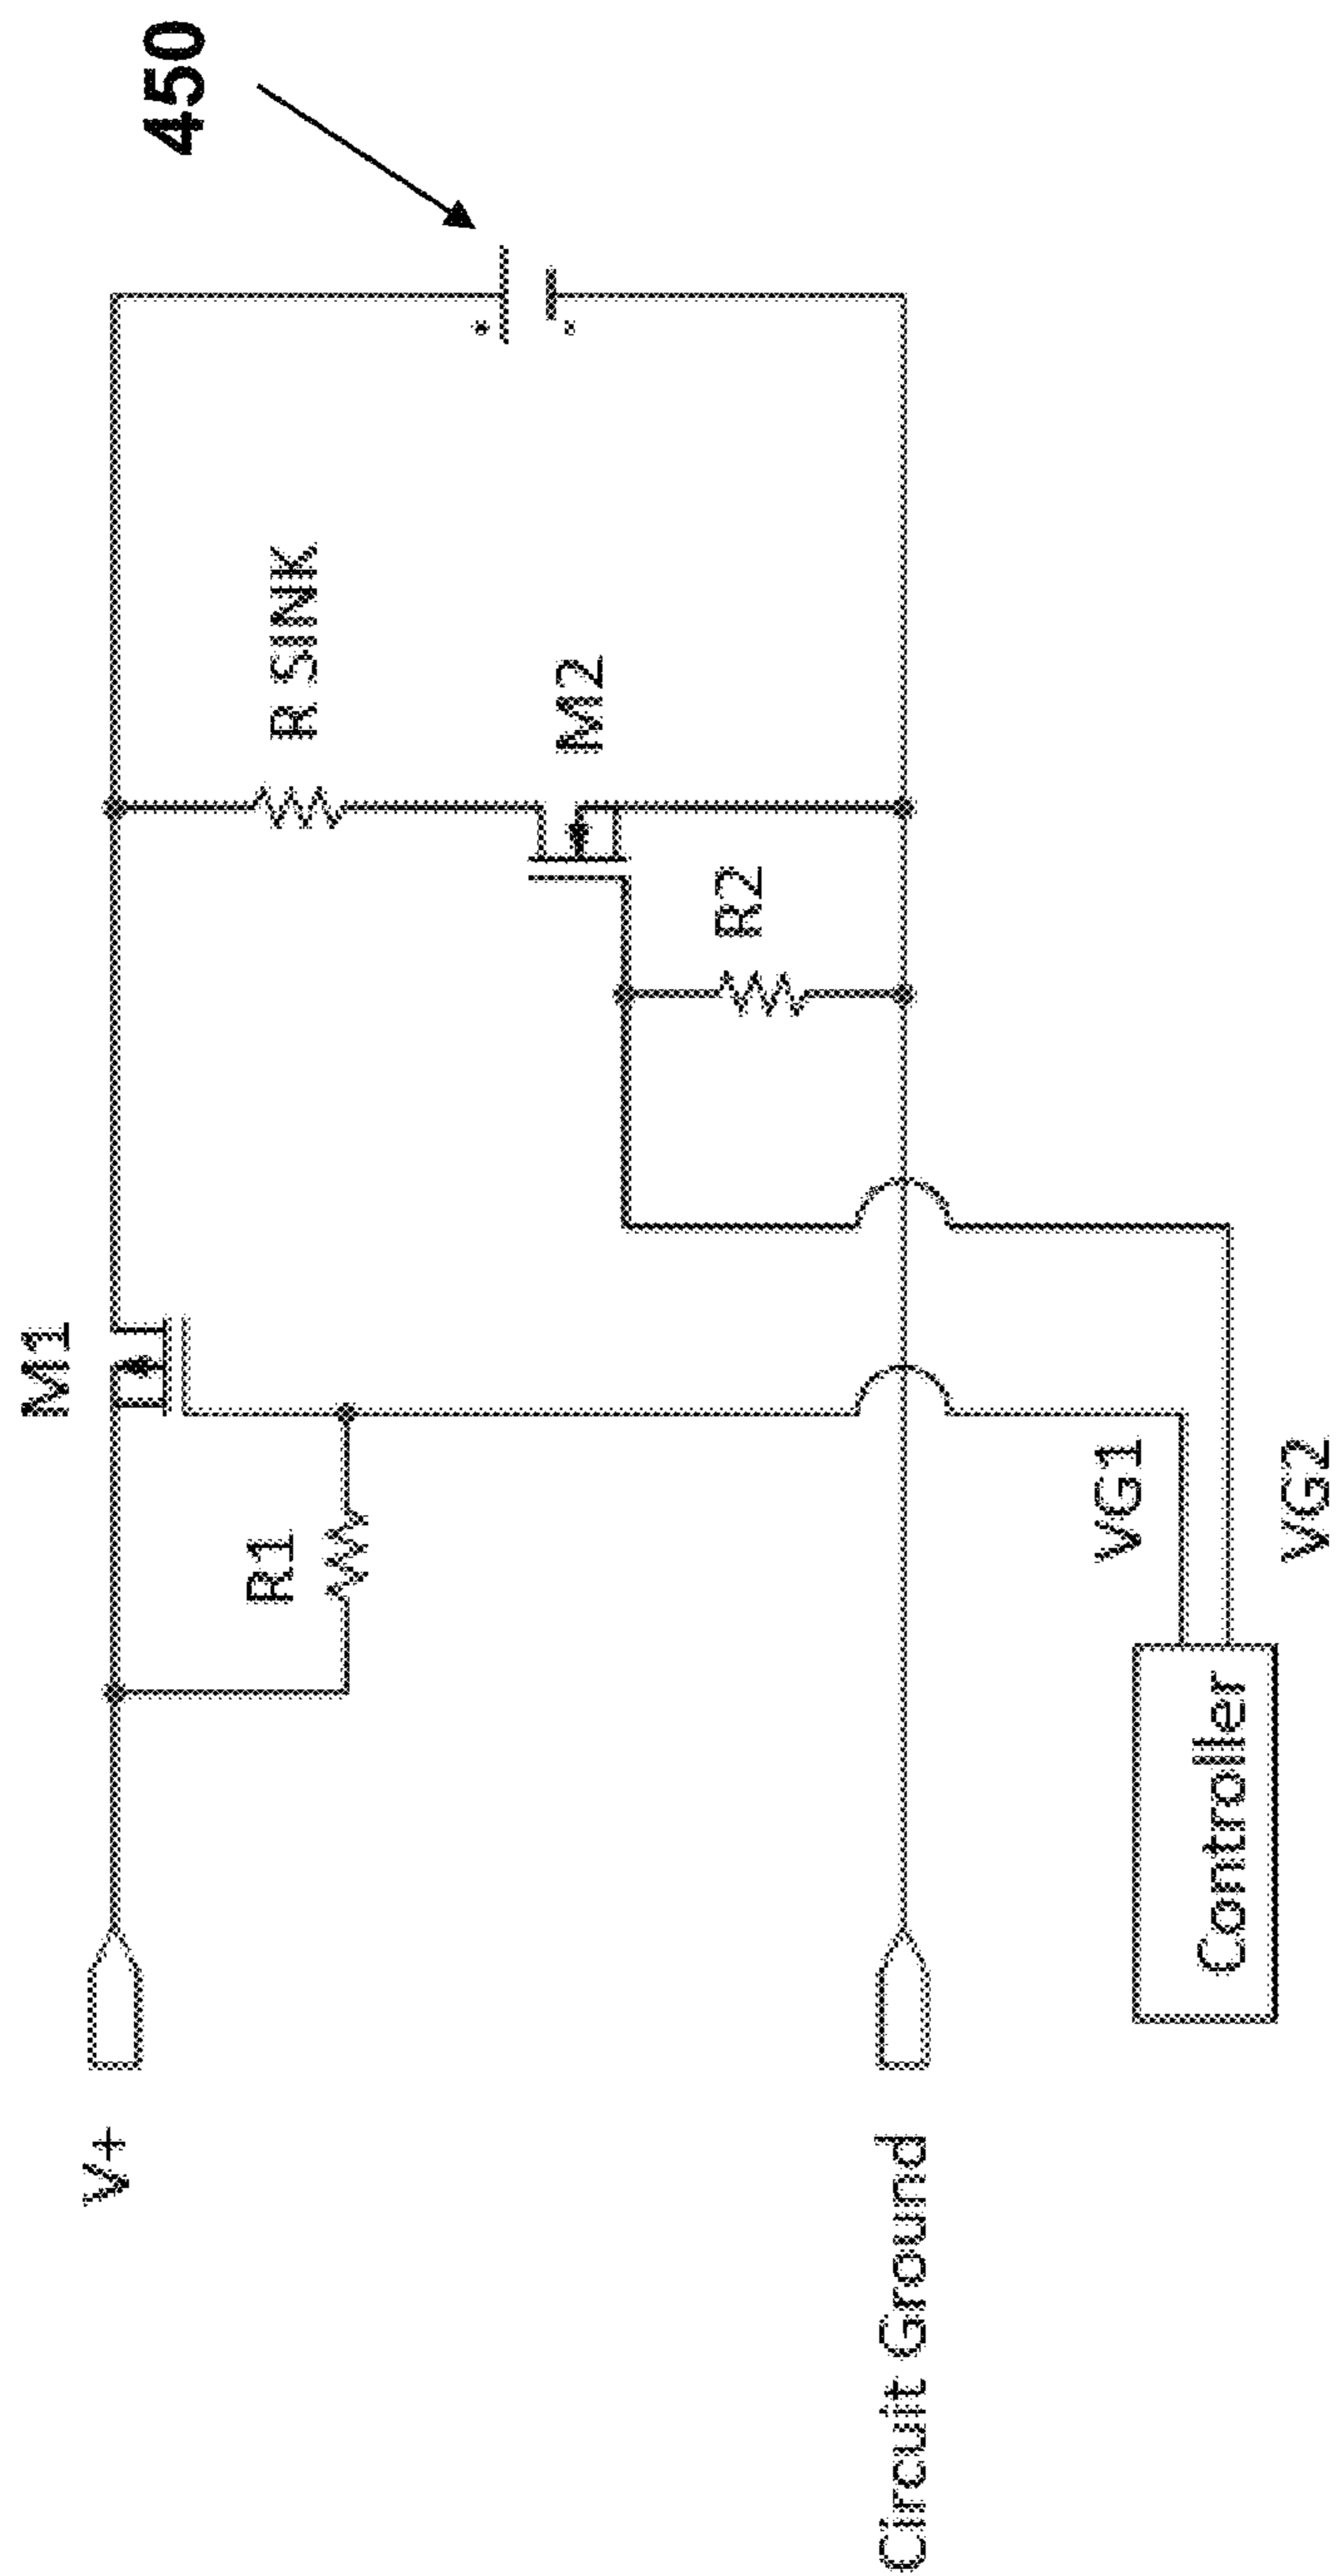 450
R SINK
M2
R2
M1
R1
VG1
VG2
V+
Circuit Ground
Controller